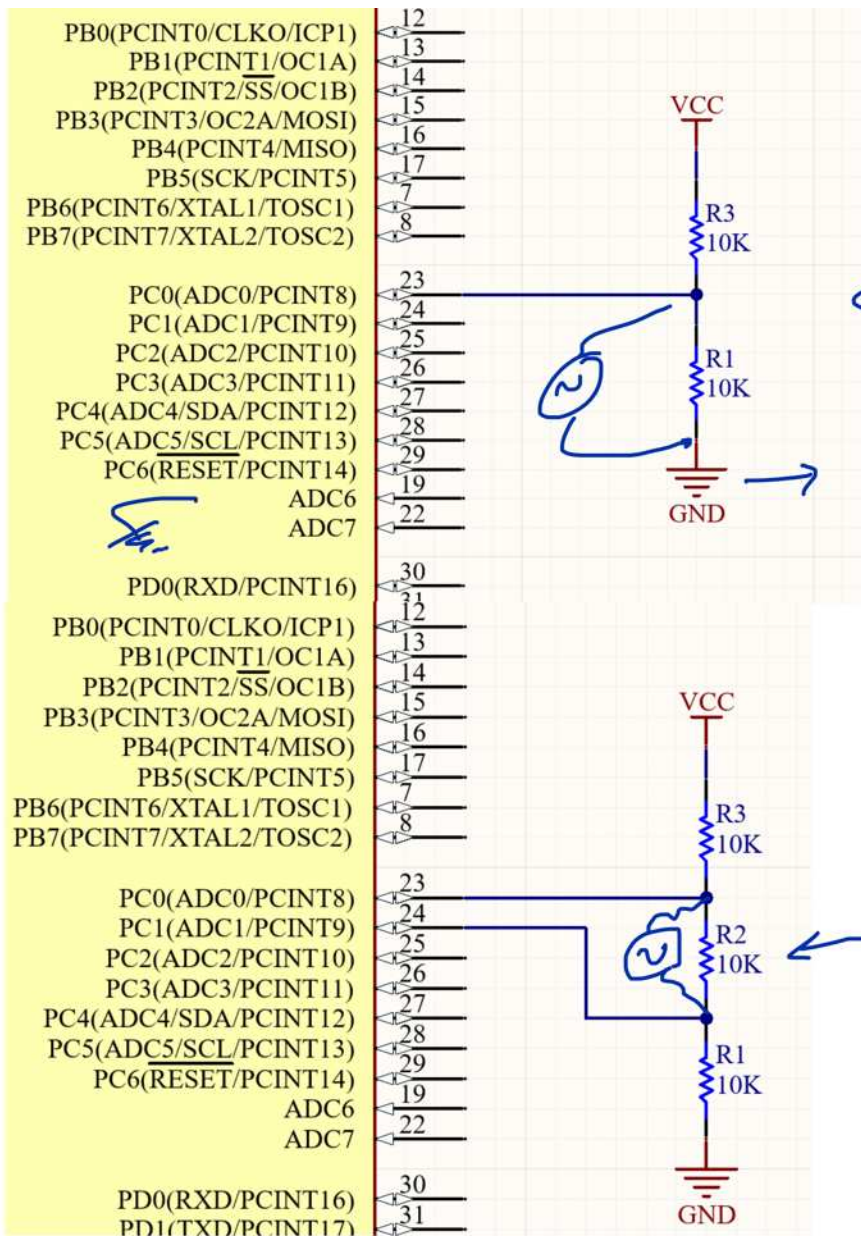 12
PB0(PCINT0/CLKO/ICP1)
13
PB1(PCINT1/OC1A)
14
PB2(PCINT2/SS/OC1B)
15
PB3(PCINT3/OC2A/MOSI)
16
PB4(PCINT4/MISO)
17
PB5(SCK/PCINT5)
7
PB6(PCINT6/XTAL1/TOSC1)
8
PB7(PCINT7/XTAL2/TOSC2)
VCC
R3
10K
23
PC0(ADC0/PCINT8)
24
PC1(ADC1/PCINT9)
25
PC2(ADC2/PCINT10)
26
PC3(ADC3/PCINT11)
27
PC4(ADC4/SDA/PCINT12)
28
PC5(ADC5/SCL/PCINT13)
29
PC6(RESET/PCINT14)
19
ADC6
22
ADC7
R1
10K
GND
30
PD0(RXD/PCINT16)
31
12
PB0(PCINT0/CLKO/ICP1)
13
PB1(PCINT1/OC1A)
14
PB2(PCINT2/SS/OC1B)
15
PB3(PCINT3/OC2A/MOSI)
16
PB4(PCINT4/MISO)
17
PB5(SCK/PCINT5)
7
PB6(PCINT6/XTAL1/TOSC1)
8
PB7(PCINT7/XTAL2/TOSC2)
VCC
R3
10K
23
PC0(ADC0/PCINT8)
24
PC1(ADC1/PCINT9)
25
PC2(ADC2/PCINT10)
26
PC3(ADC3/PCINT11)
27
PC4(ADC4/SDA/PCINT12)
28
PC5(ADC5/SCL/PCINT13)
29
PC6(RESET/PCINT14)
19
ADC6
22
ADC7
R2
10K
R1
10K
GND
30
PD0(RXD/PCINT16)
31
PD1(TXD/PCINT17)